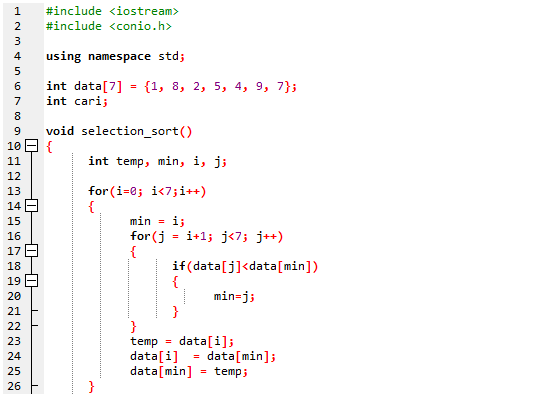 1 #include <iostream>
2 #include <conio.h>
3
4 using namespace std;
5
6 int data[7] = {1, 8, 2, 5, 4, 9, 7};
7 int cari;
8
9 void selection_sort()
10 {
11 int temp, min, i, j;
12
13 for(i=0; i<7;i++)
14 {
15 min = i;
16 for(j = i+1; j<7; j++)
17 {
18 if(data[j]<data[min])
19 {
20 min=j;
21 }
22 }
23 temp = data[i];
24 data[i]  = data[min];
25 data[min] = temp;
26 }